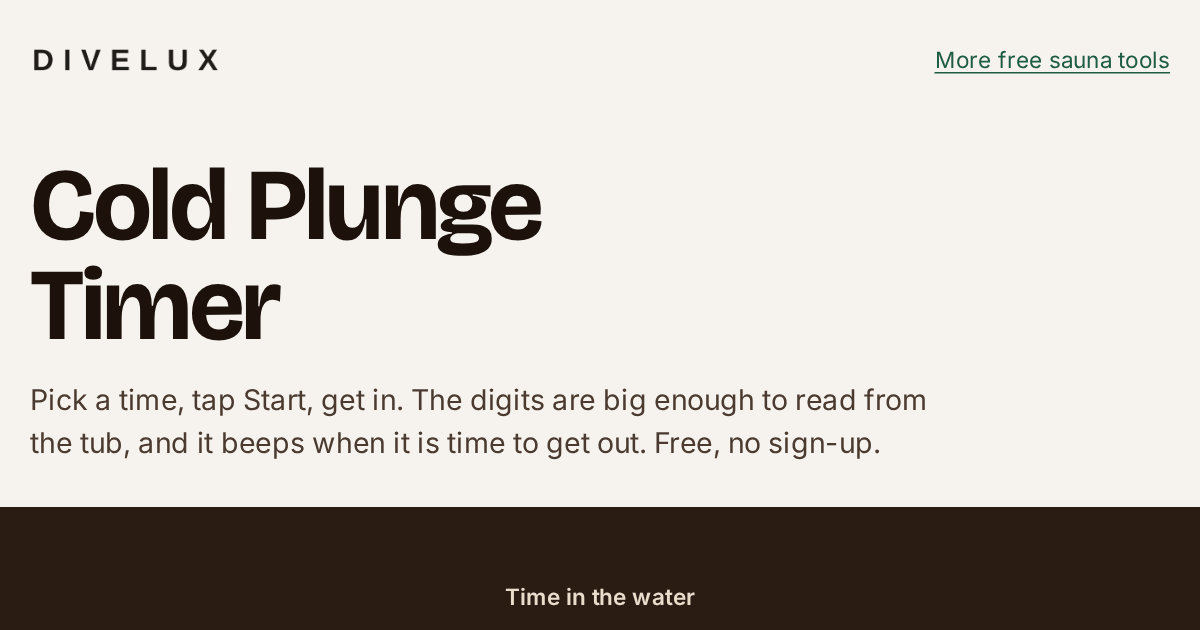 DIVELUX
More free sauna tools
Cold Plunge
Timer
Pick a time, tap Start, get in. The digits are big enough to read from
the tub, and it beeps when it is time to get out. Free, no sign-up.
Time in the water